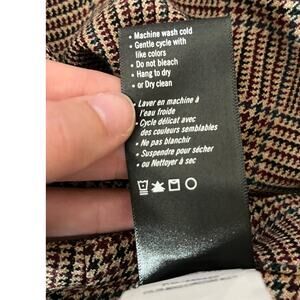 • Machine wash cold
• Gentle cycle with
like colors
• Do not bleach
• Hang to dry
• or Dry clean
• Laver en machine à
l'eau froide
• Cycle délicat avec
des couleurs semblables
• Ne pas blanchir
• Suspendre pour sécher
• ou Nettoyer à sec